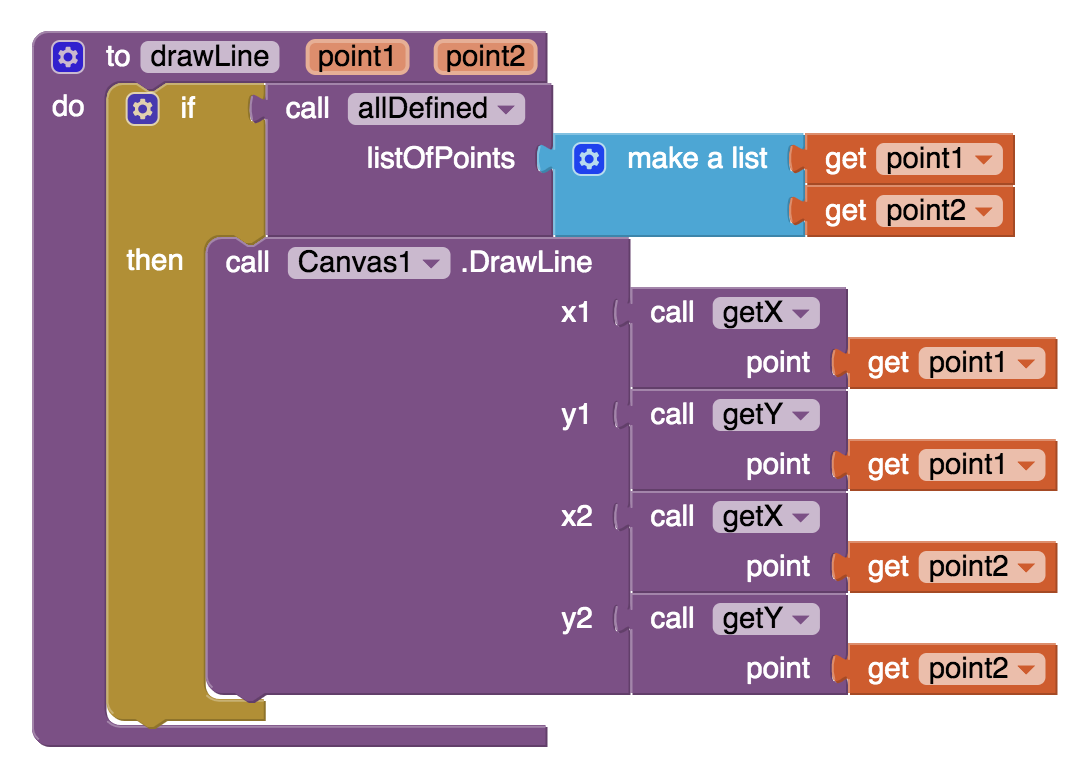 to drawLine point1 point2
do if call allDefined
listOfPoints make a list get point1
get point2
then call Canvas1 .DrawLine
x1 call getX
point get point1
y1 call getY
point get point1
x2 call getX
point get point2
y2 call getY
point get point2